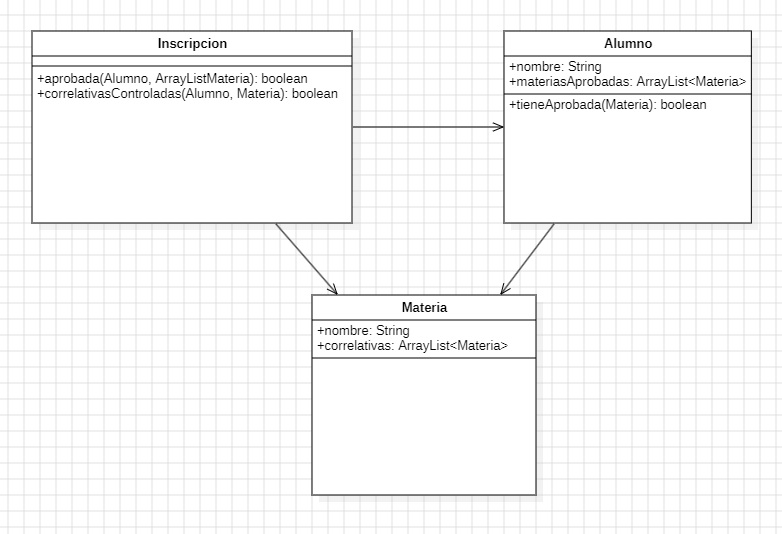 Inscripcion
+aprobada(Alumno, ArrayListMateria): boolean
+correlativasControladas(Alumno, Materia): boolean
Alumno
+nombre: String
+materiasAprobadas: ArrayList<Materia>
+tieneAprobada(Materia): boolean
Materia
+nombre: String
+correlativas: ArrayList<Materia>